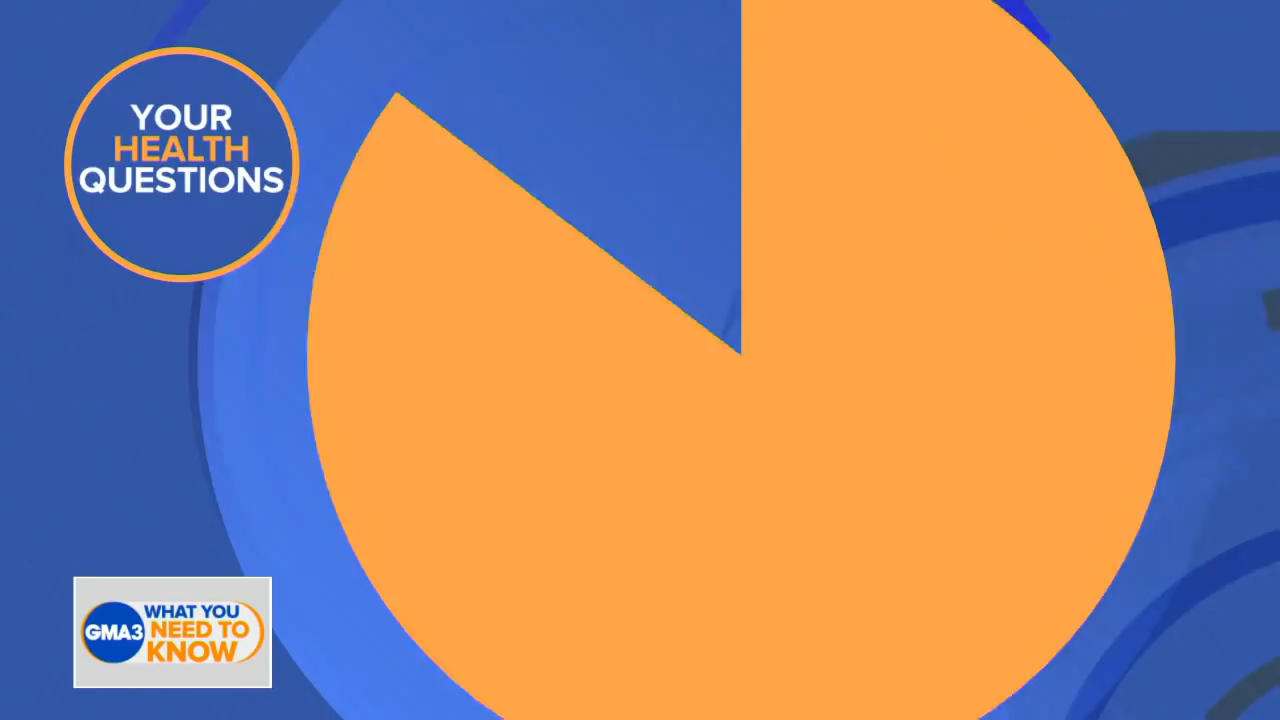 YOUR
HEALTH
QUESTIONS
GMA3
WHAT YOU
NEED TO
KNOW